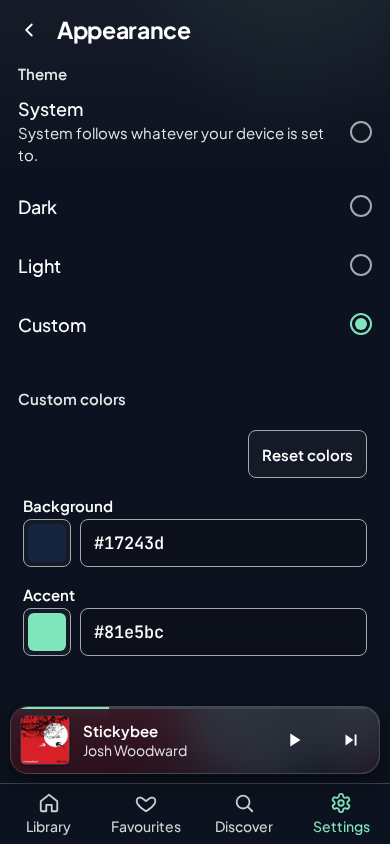 Appearance
Theme
System
System follows whatever your device is set
to.
Dark
Light
Custom
Custom colors
Reset colors
Background
#17243d
Accent
#81e5bc
Stickybee
Josh Woodward
Library
Favourites
Discover
Settings